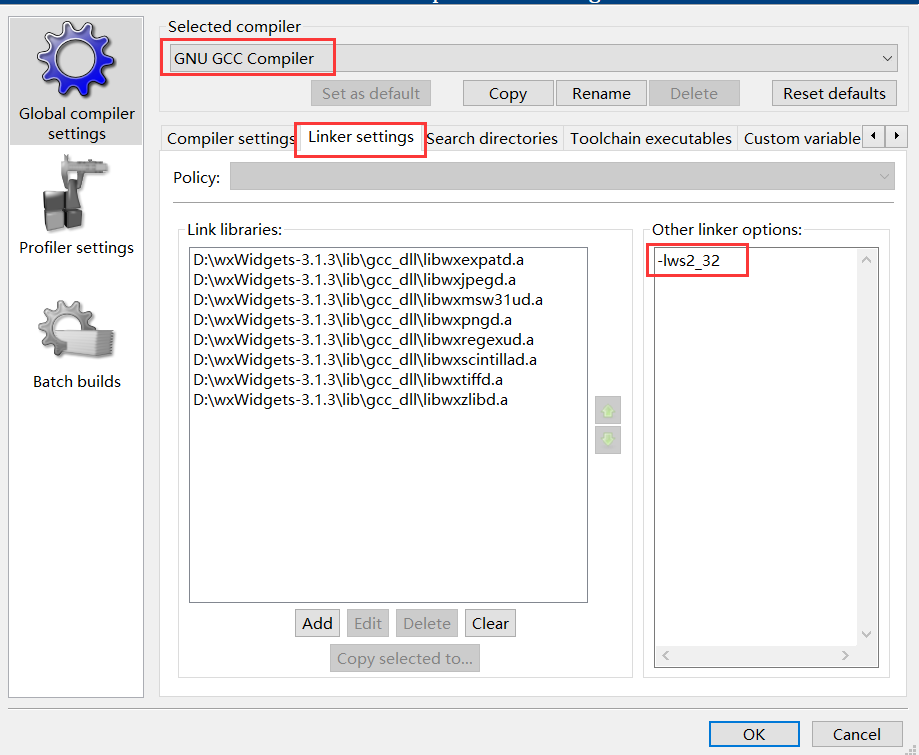 Selected compiler
GNU GCC Compiler
Set as default
Copy
Rename
Delete
Reset defaults
Global compiler
settings
Profiler settings
Batch builds
Compiler settings
Linker settings
Search directories
Toolchain executables
Custom variable
Policy:
Link libraries:
D:\wxWidgets-3.1.3\lib\gcc_dll\libwxexpatd.a
D:\wxWidgets-3.1.3\lib\gcc_dll\libwxjpegd.a
D:\wxWidgets-3.1.3\lib\gcc_dll\libwxmsw31ud.a
D:\wxWidgets-3.1.3\lib\gcc_dll\libwxpngd.a
D:\wxWidgets-3.1.3\lib\gcc_dll\libwxregexud.a
D:\wxWidgets-3.1.3\lib\gcc_dll\libwxscintillad.a
D:\wxWidgets-3.1.3\lib\gcc_dll\libwxtiffd.a
D:\wxWidgets-3.1.3\lib\gcc_dll\libwxzlibd.a
Add
Edit
Delete
Clear
Copy selected to...
Other linker options:
-lws2_32
OK
Cancel